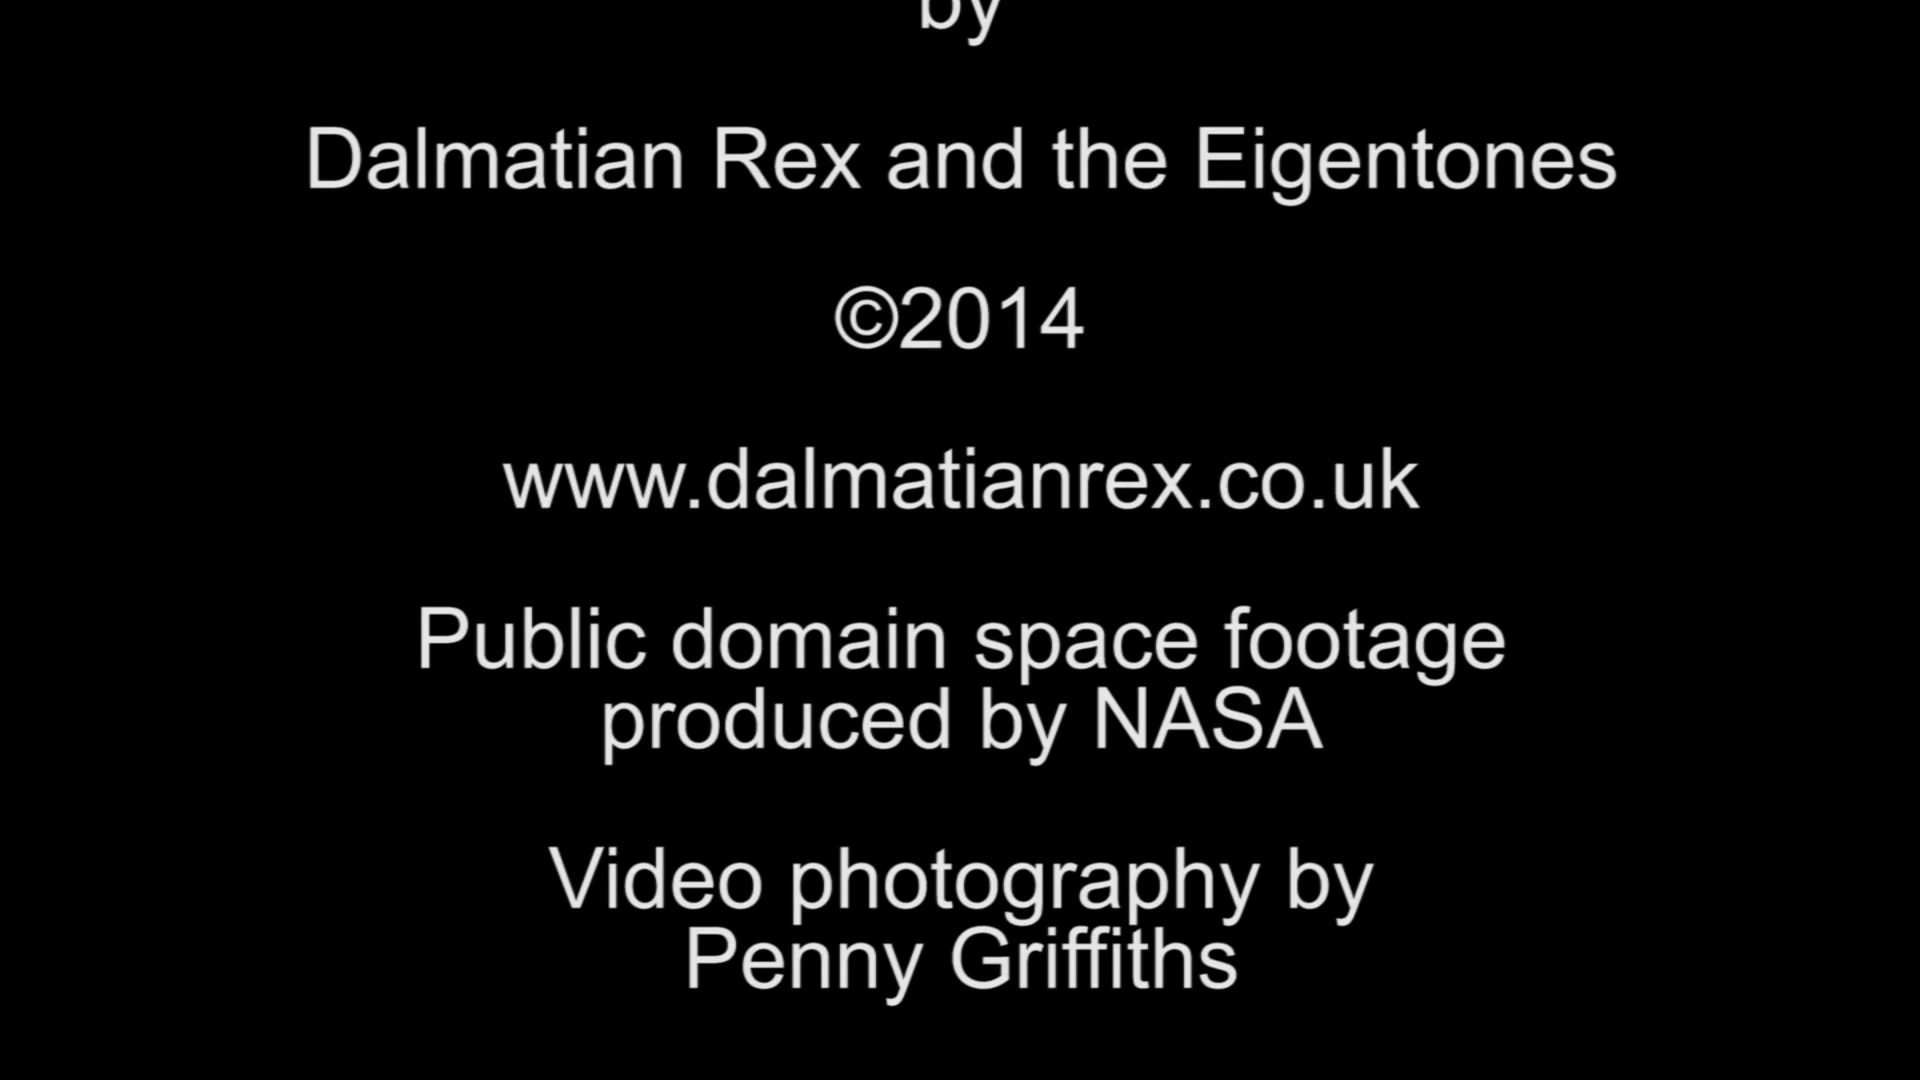 by
Dalmatian Rex and the Eigentones
©2014
www.dalmatianrex.co.uk
Public domain space footage
produced by NASA
Video photography by
Penny Griffiths